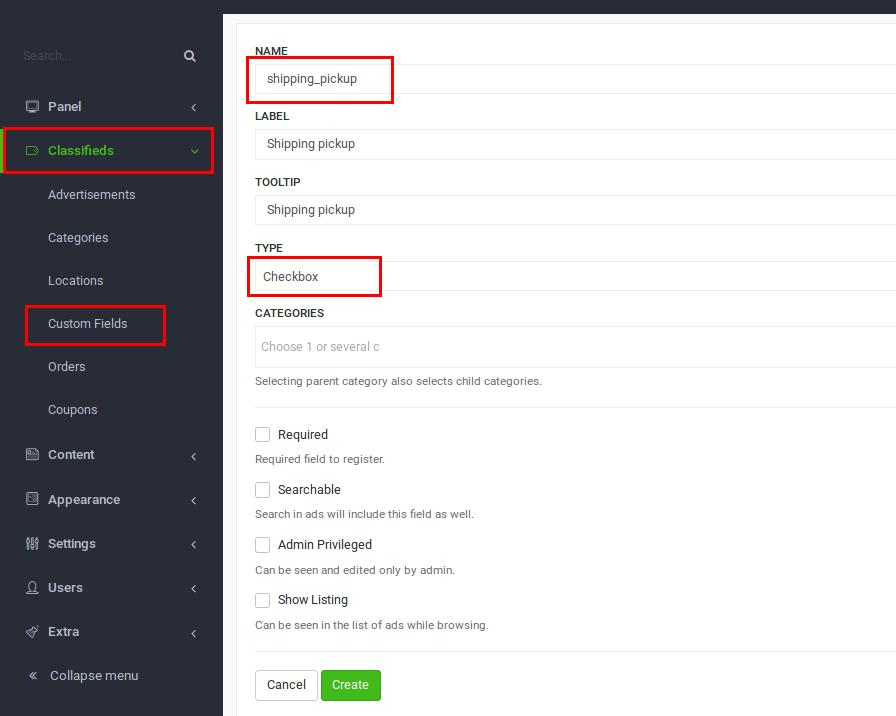 Search...
Panel
Classifieds
Advertisements
Categories
Locations
Custom Fields
Orders
Coupons
Content
Appearance
Settings
Users
Extra
Collapse menu
NAME
shipping_pickup
LABEL
Shipping pickup
TOOLTIP
Shipping pickup
TYPE
Checkbox
CATEGORIES
Choose 1 or several c
Selecting parent category also selects child categories.
Required
Required field to register.
Searchable
Search in ads will include this field as well.
Admin Privileged
Can be seen and edited only by admin.
Show Listing
Can be seen in the list of ads while browsing.
Cancel Create